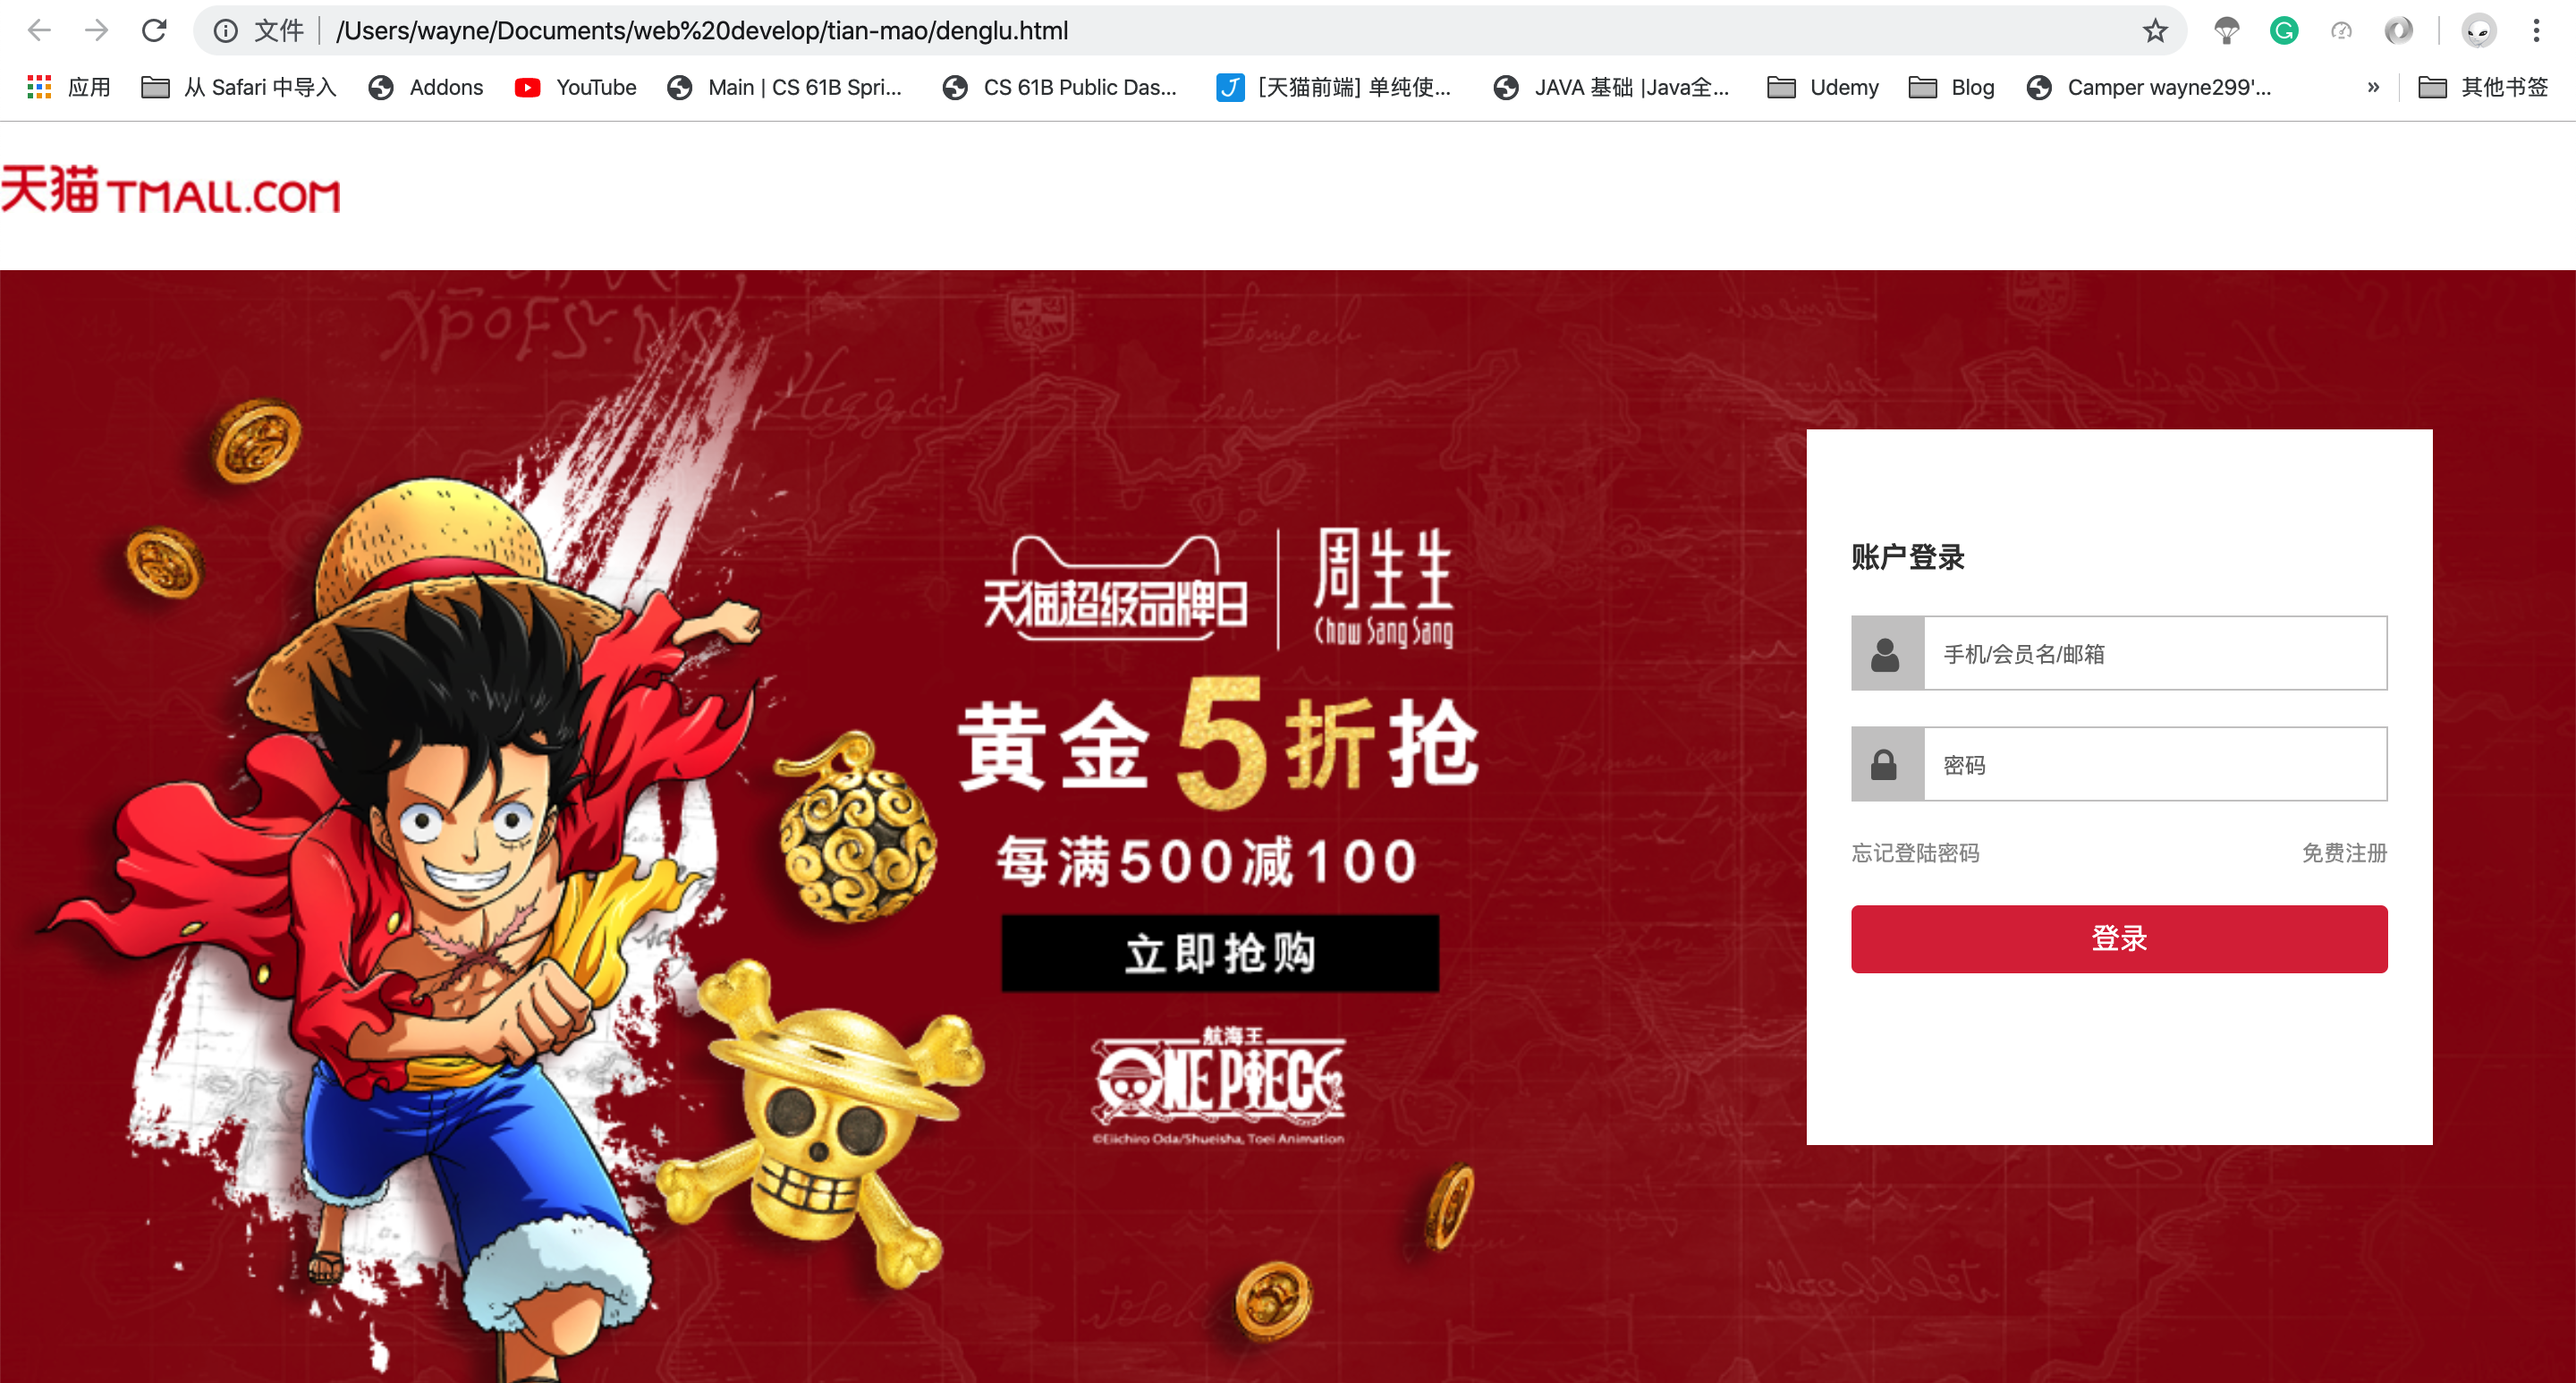 文件 /Users/wayne/Documents/web%20develop/tian-mao/denglu.html
应用 从 Safari 中导入 Addons YouTube Main | CS 61B Spri... CS 61B Public Das... [天猫前端] 单纯使... JAVA 基础 |Java全... Udemy Blog Camper wayne299'... » 其他书签
天猫 TMALL.COM
天猫超级品牌日 周生生
Chow Sang Sang
黄金5折抢
每满500减100
立即抢购
航海王
ONE PIECE
©Eiichiro Oda/Shueisha, Toei Animation
账户登录
手机/会员名/邮箱
密码
忘记登陆密码 免费注册
登录